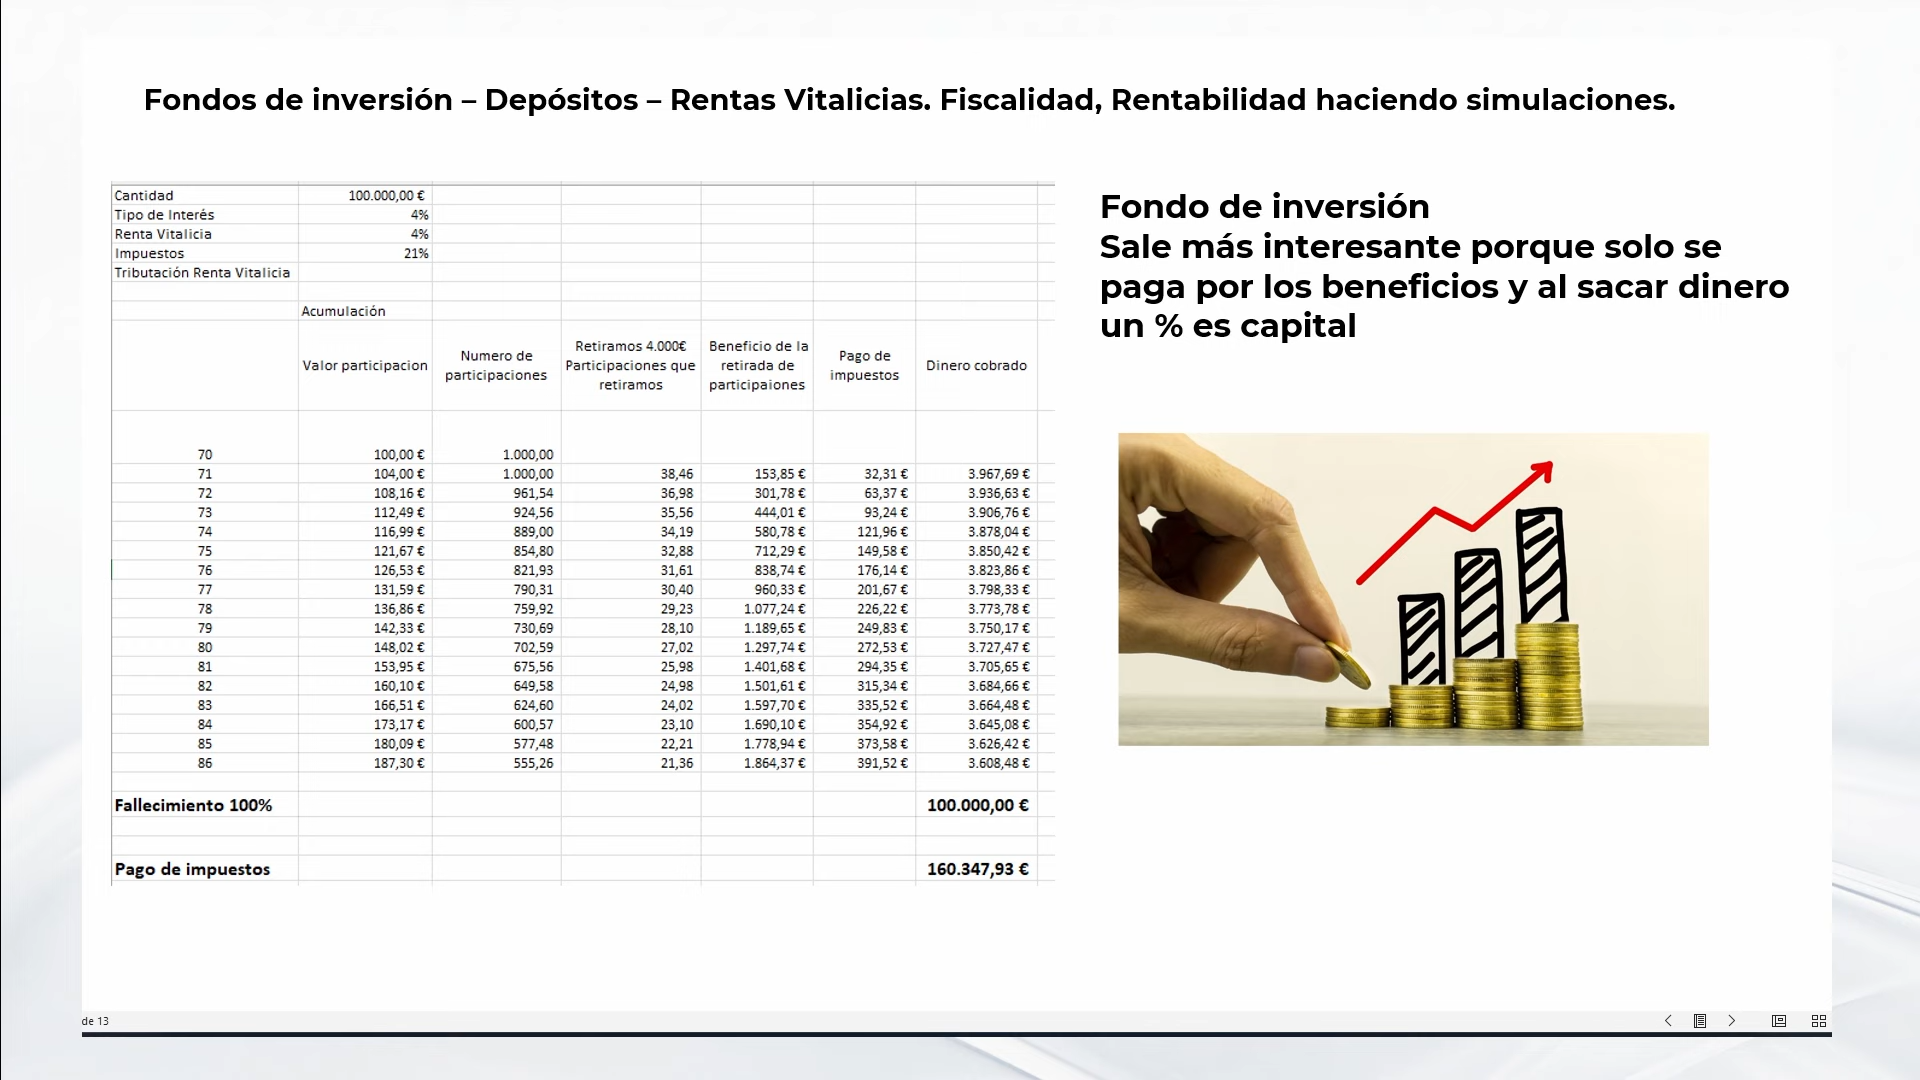 Fondos de inversión – Depósitos – Rentas Vitalicias. Fiscalidad, Rentabilidad haciendo simulaciones.
Cantidad 100.000,00 €
Tipo de Interés 4%
Renta Vitalicia 4%
Impuestos 21%
Tributación Renta Vitalicia
Acumulación
Valor participacion Numero de participaciones Retiramos 4.000€ Participaciones que retiramos Beneficio de la retirada de participaiones Pago de impuestos Dinero cobrado
70 100,00 € 1.000,00
71 104,00 € 1.000,00 38,46 153,85 € 32,31 € 3.967,69 €
72 108,16 € 961,54 36,98 301,78 € 63,37 € 3.936,63 €
73 112,49 € 924,56 35,56 444,01 € 93,24 € 3.906,76 €
74 116,99 € 889,00 34,19 580,78 € 121,96 € 3.878,04 €
75 121,67 € 854,80 32,88 712,29 € 149,58 € 3.850,42 €
76 126,53 € 821,93 31,61 838,74 € 176,14 € 3.823,86 €
77 131,59 € 790,31 30,40 960,33 € 201,67 € 3.798,33 €
78 136,86 € 759,92 29,23 1.077,24 € 226,22 € 3.773,78 €
79 142,33 € 730,69 28,10 1.189,65 € 249,83 € 3.750,17 €
80 148,02 € 702,59 27,02 1.297,74 € 272,53 € 3.727,47 €
81 153,95 € 675,56 25,98 1.401,68 € 294,35 € 3.705,65 €
82 160,10 € 649,58 24,98 1.501,61 € 315,34 € 3.684,66 €
83 166,51 € 624,60 24,02 1.597,70 € 335,52 € 3.664,48 €
84 173,17 € 600,57 23,10 1.690,10 € 354,92 € 3.645,08 €
85 180,09 € 577,48 22,21 1.778,94 € 373,58 € 3.626,42 €
86 187,30 € 555,26 21,36 1.864,37 € 391,52 € 3.608,48 €
Fallecimiento 100% 100.000,00 €
Pago de impuestos 160.347,93 €
Fondo de inversión
Sale más interesante porque solo se
paga por los beneficios y al sacar dinero
un % es capital
de 13